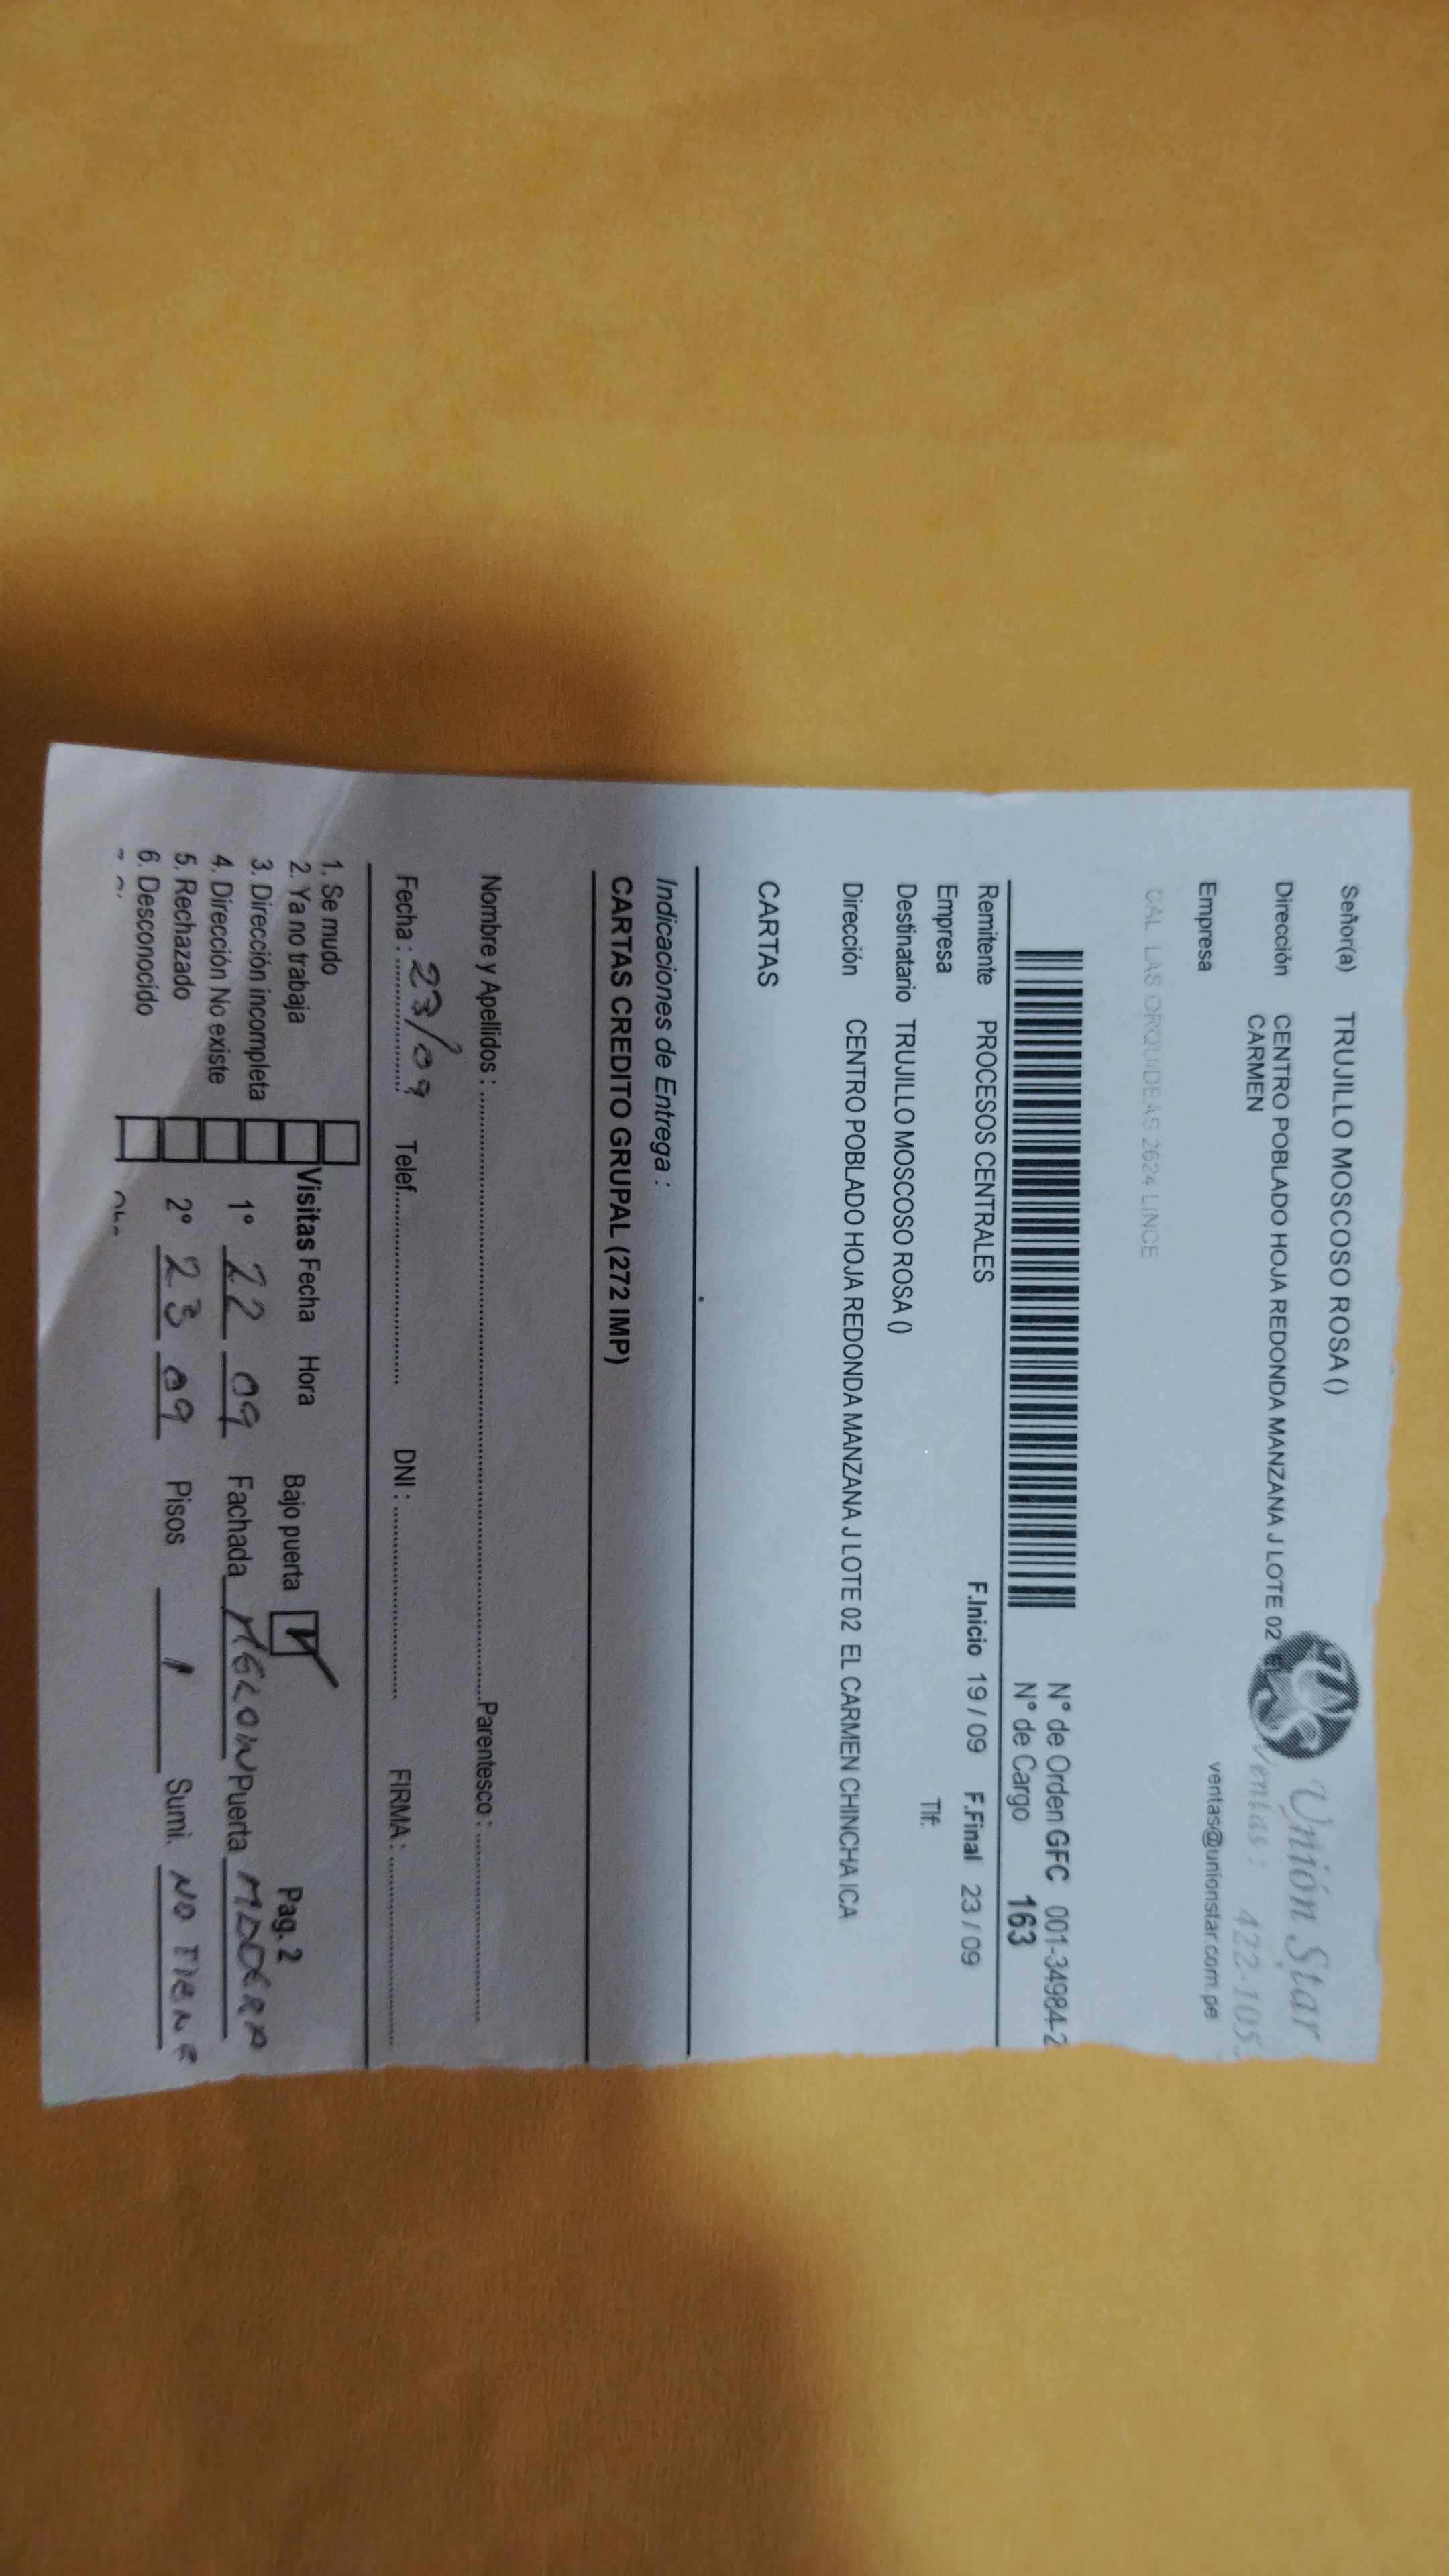 Señor(a) TRUJILLO MOSCOSO ROSA ()
Unión Star
Dirección CENTRO POBLADO HOJA REDONDA MANZANA J LOTE 02 EL
CARMEN
Ventas : 422-105
Empresa
ventas@unionstar.com.pe
CAL LAS ORQUIDEAS 2624 LINCE
N° de Orden GFC 001-34984-2
N° de Cargo 163
Remitente PROCESOS CENTRALES F.Inicio 19 / 09 F.Final 23 / 09
Empresa Tlf:
Destinatario TRUJILLO MOSCOSO ROSA ()
Dirección CENTRO POBLADO HOJA REDONDA MANZANA J LOTE 02 EL CARMEN CHINCHA ICA
CARTAS
Indicaciones de Entrega :
CARTAS CREDITO GRUPAL (272 IMP)
Nombre y Apellidos : Parentesco :
Fecha : 23/09 Telef. DNI : FIRMA :
1. Se mudo
2. Ya no trabaja Visitas Fecha Hora Bajo puerta Pag. 2
3. Dirección incompleta
4. Dirección No existe 1° 22 09 Fachada Puerta
5. Rechazado 2° 23 09 Pisos 1 Sumi. NO TIENE
6. Desconocido